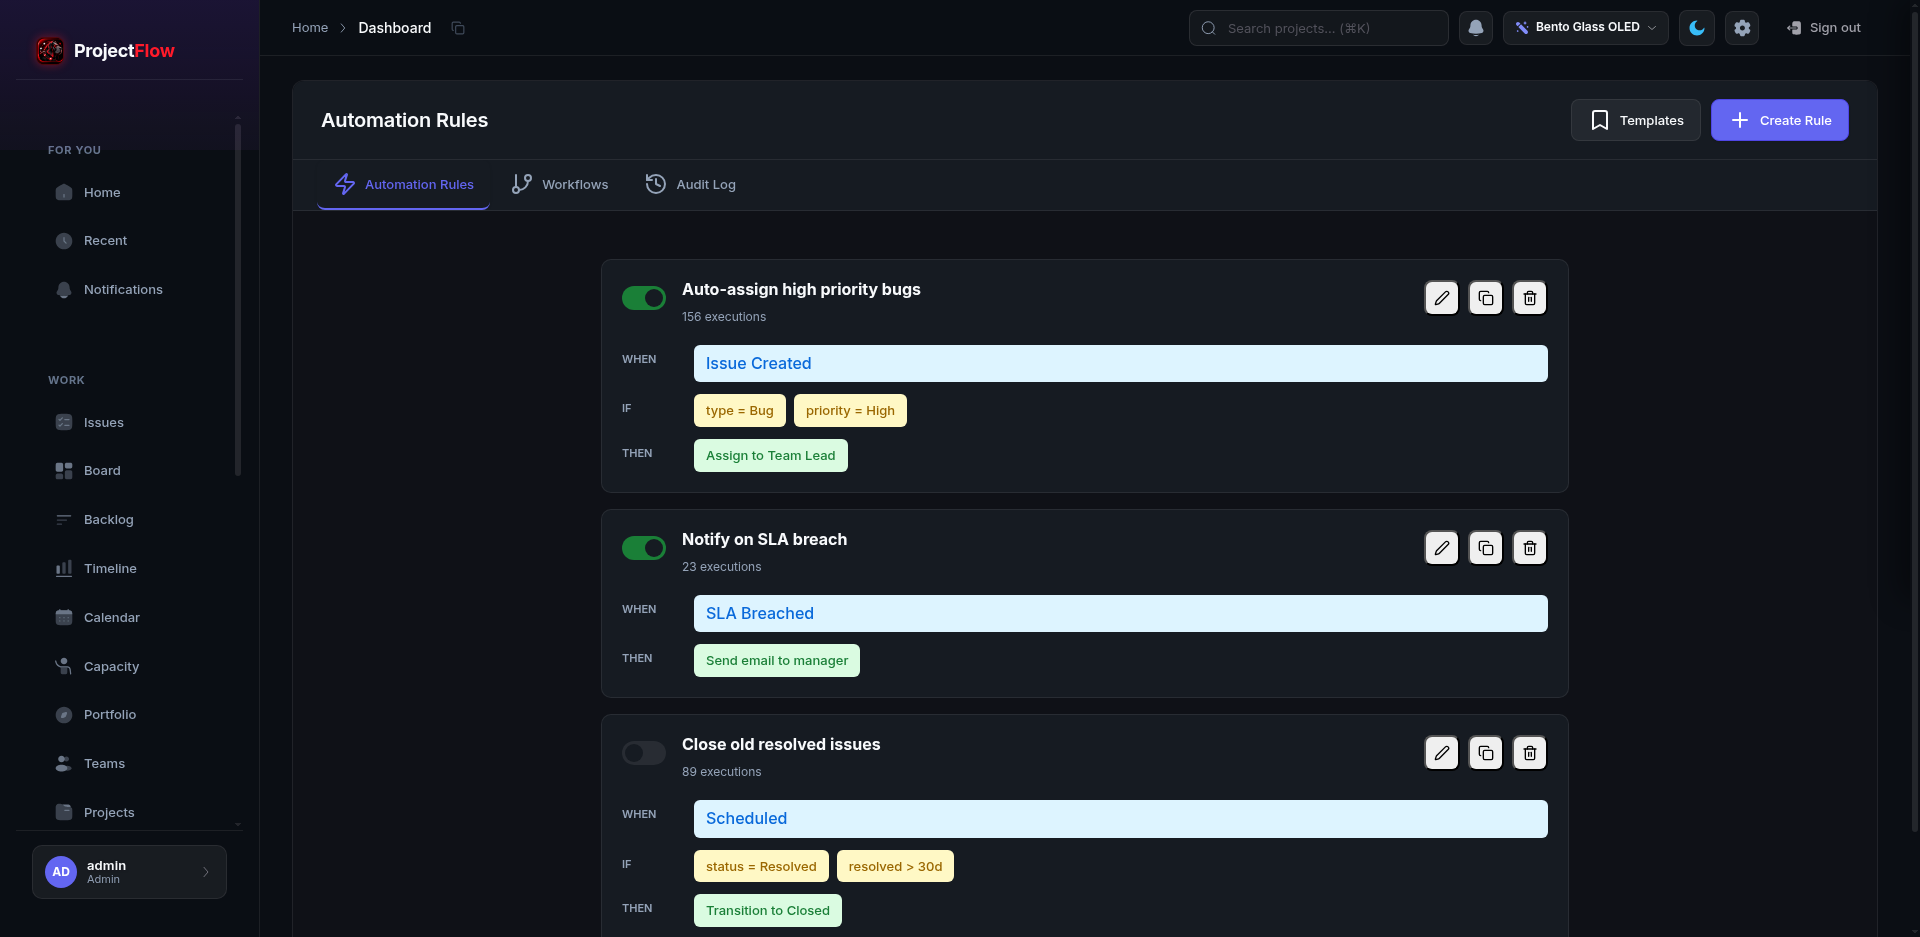 ProjectFlow
Home
Dashboard
Search projects... (⌘K)
Bento Glass OLED
Sign out
FOR YOU
Home
Recent
Notifications
WORK
Issues
Board
Backlog
Timeline
Calendar
Capacity
Portfolio
Teams
Projects
AD
admin
Admin
Automation Rules
Templates
Create Rule
Automation Rules
Workflows
Audit Log
Auto-assign high priority bugs
156 executions
WHEN
Issue Created
IF
type = Bug
priority = High
THEN
Assign to Team Lead
Notify on SLA breach
23 executions
WHEN
SLA Breached
THEN
Send email to manager
Close old resolved issues
89 executions
WHEN
Scheduled
IF
status = Resolved
resolved > 30d
THEN
Transition to Closed